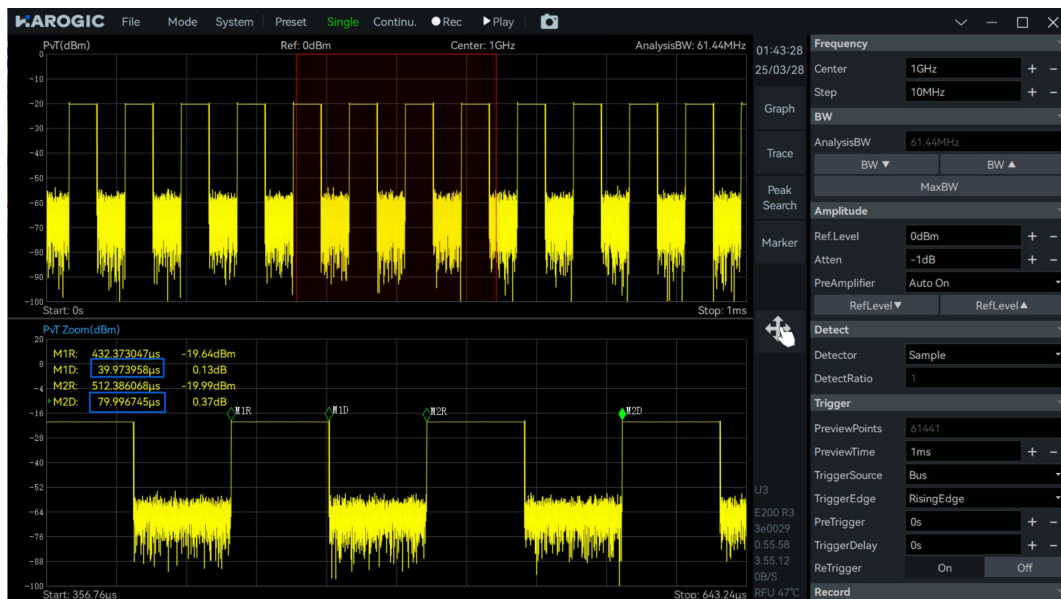 HAROGIC File Mode System Preset Single Continu. Rec Play
PvT(dBm) Ref: 0dBm Center: 1GHz AnalysisBW: 61.44MHz
0
-10
-20
-30
-40
-50
-60
-70
-80
-90
-100
Start: 0s Stop: 1ms
PvT Zoom(dBm)
20
8
-4
-16
-28
-40
-52
-64
-76
-88
-100
M1R: 432.373047μs -19.64dBm
M1D: 39.973958μs 0.13dB
M2R: 512.386068μs -19.99dBm
M2D: 79.996745μs 0.37dB
M1R M1D M2R M2D
Start: 356.76μs Stop: 643.24μs
01:43:28
25/03/28
Graph
Trace
Peak
Search
Marker
U3
E200 R3
3e0029
0.55.58
3.55.12
0B/S
RFU 47°C
Frequency
Center 1GHz + -
Step 10MHz + -
BW
AnalysisBW 61.44MHz
BW ▼ BW ▲
MaxBW
Amplitude
Ref.Level 0dBm + -
Atten -1dB + -
PreAmplifier Auto On
RefLevel▼ RefLevel▲
Detect
Detector Sample
DetectRatio 1
Trigger
PreviewPoints 61441
PreviewTime 1ms + -
TriggerSource Bus
TriggerEdge RisingEdge
PreTrigger 0s + -
TriggerDelay 0s + -
ReTrigger On Off
Record